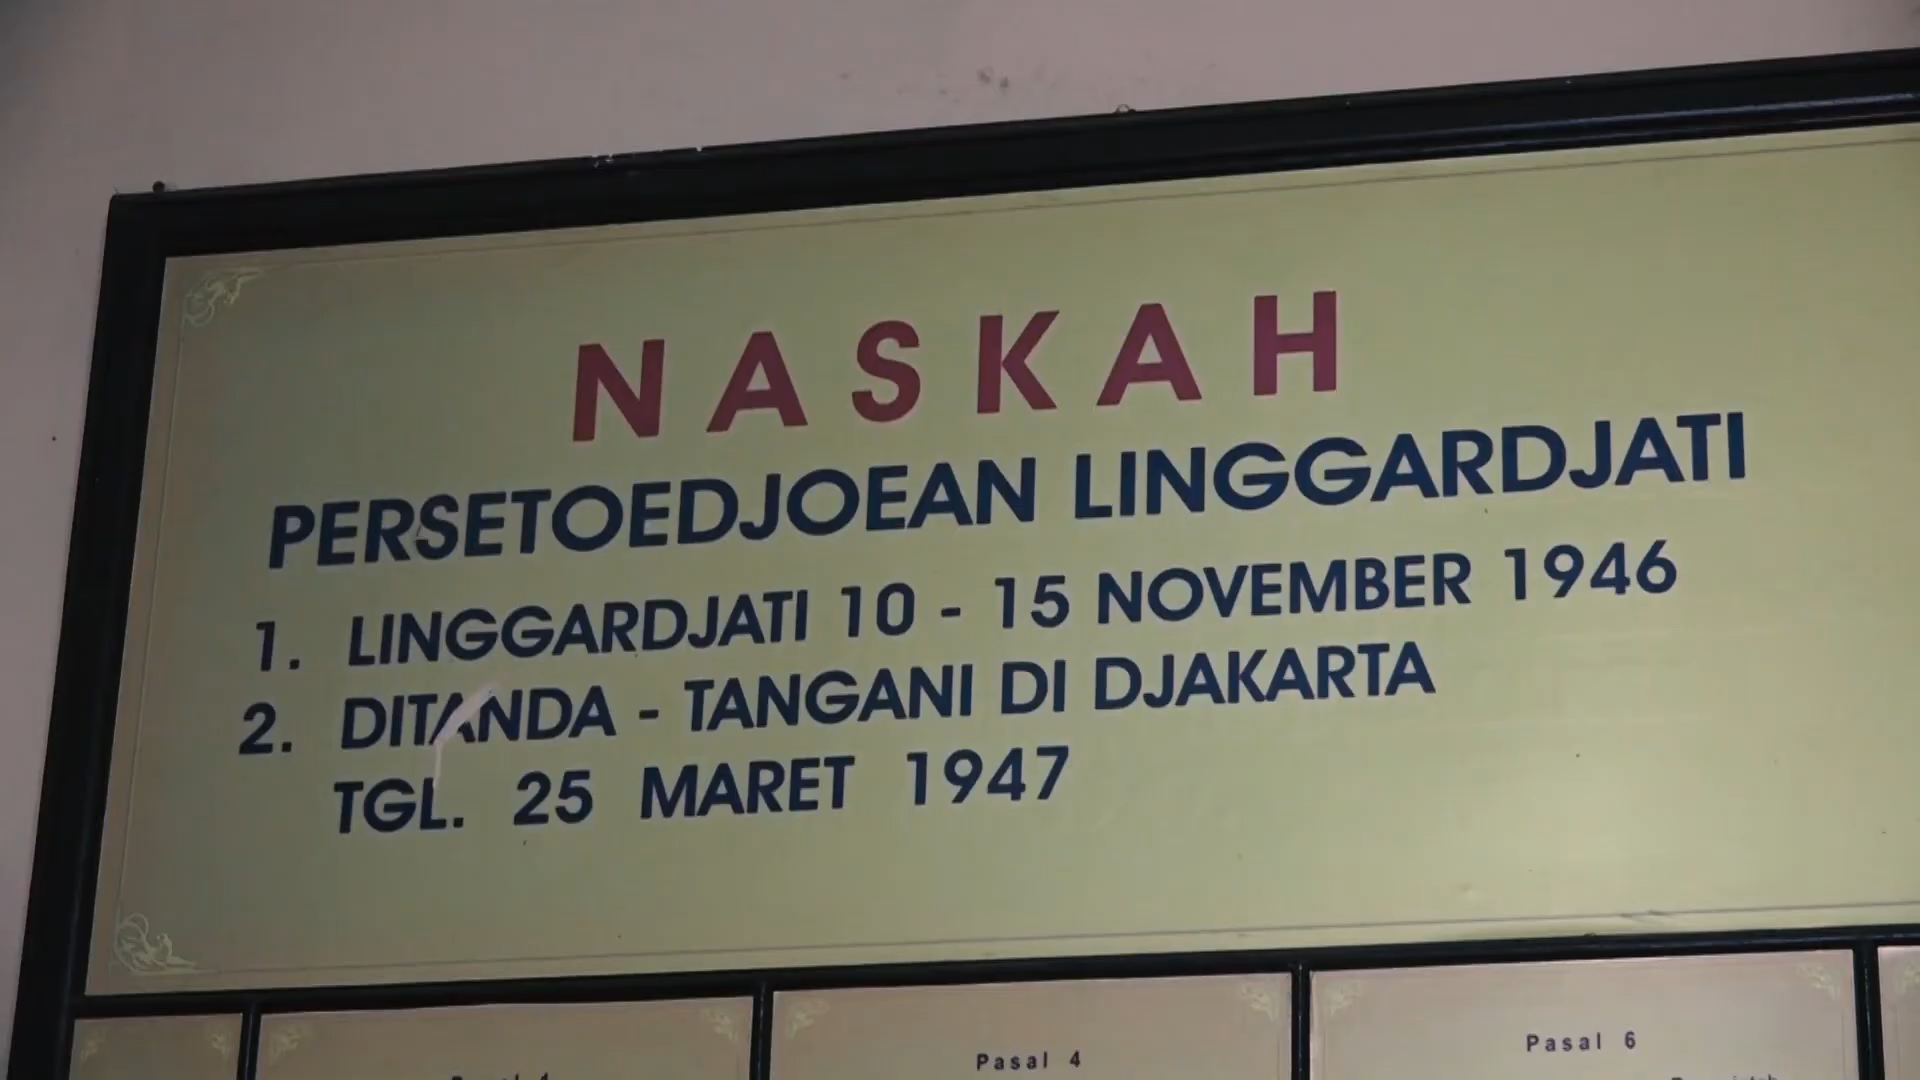 NASKAH
PERSETOEDJOEAN LINGGARDJATI
1. LINGGARDJATI 10 - 15 NOVEMBER 1946
2. DITANDA - TANGANI DI DJAKARTA
TGL. 25 MARET 1947
Pasal 4
Pasal 6